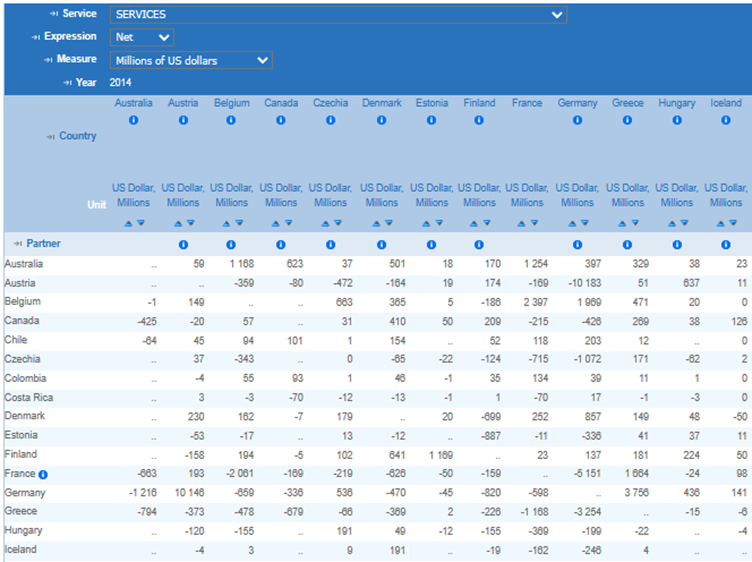 Service SERVICES
Expression Net
Measure Millions of US dollars
Year 2014
Country Australia Austria Belgium Canada Czechia Denmark Estonia Finland France Germany Greece Hungary Iceland
Unit US Dollar, Millions US Dollar, Millions US Dollar, Millions US Dollar, Millions US Dollar, Millions US Dollar, Millions US Dollar, Millions US Dollar, Millions US Dollar, Millions US Dollar, Millions US Dollar, Millions US Dollar, Millions US Dollar, Millions
Partner
Australia .. 59 1 168 623 37 501 18 170 1 254 397 329 38 23
Austria .. .. -359 -80 -472 -164 19 174 -169 -10 183 51 637 11
Belgium -1 149 .. .. 663 365 5 -186 2 397 1 969 471 20 0
Canada -425 -20 57 .. 31 410 50 209 -215 -426 269 38 126
Chile -64 45 94 101 1 154 .. 52 118 203 12 .. 0
Czechia .. 37 -343 .. 0 -65 -22 -124 -715 -1 072 171 -62 2
Colombia .. -4 55 93 1 46 -1 35 134 39 11 1 0
Costa Rica .. 3 -3 -70 -12 -13 -1 1 -70 17 -1 -3 0
Denmark .. 230 162 -7 179 .. 20 -699 252 857 149 48 -50
Estonia .. -53 -17 .. 13 -12 .. -887 -11 -336 41 37 11
Finland .. -158 194 -5 102 641 1 169 .. 23 137 181 224 50
France -663 193 -2 061 -169 -219 -626 -50 -159 .. -5 151 1 664 -24 98
Germany -1 216 10 146 -659 -336 536 -470 -45 -820 -598 .. 3 756 436 141
Greece -794 -373 -478 -679 -66 -369 2 -226 -1 168 -3 254 .. -15 -6
Hungary .. -120 -155 .. 191 49 -12 -155 -369 -199 -22 .. -4
Iceland .. -4 3 .. 9 191 .. -19 -162 -246 4 .. ..